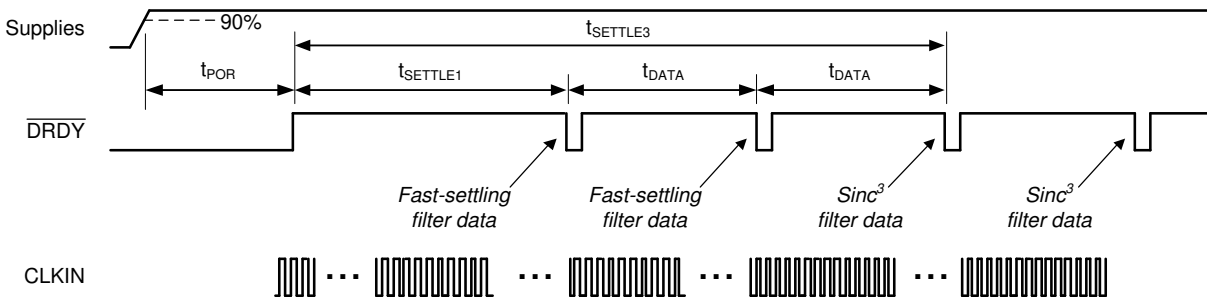 Supplies
90%
tSETTLE3
tPOR
tSETTLE1
tDATA
tDATA
DRDY
Fast-settling
filter data
Fast-settling
filter data
Sinc³
filter data
Sinc³
filter data
CLKIN
...
...
...
...